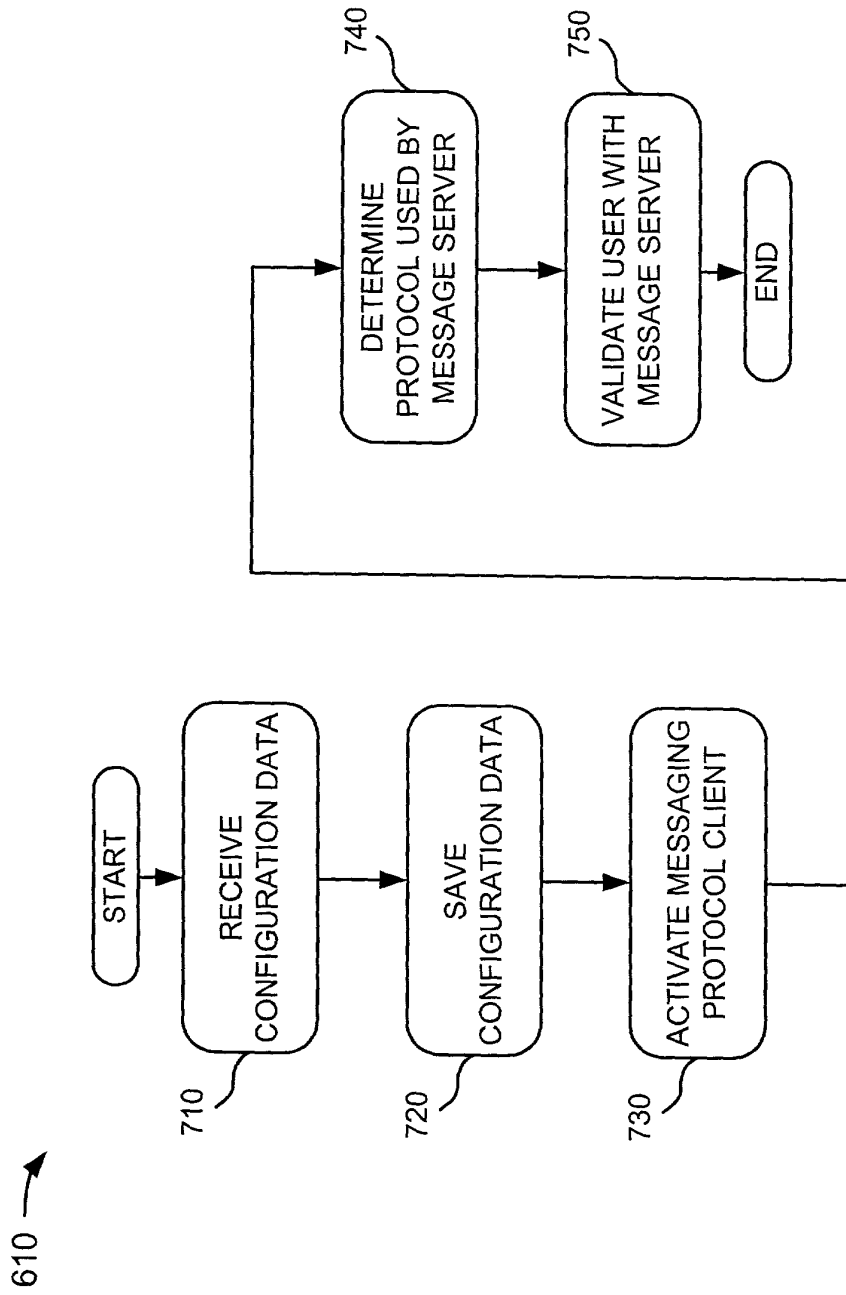 610
START
710
RECEIVE
CONFIGURATION DATA
720
SAVE
CONFIGURATION DATA
730
ACTIVATE MESSAGING
PROTOCOL CLIENT
740
DETERMINE
PROTOCOL USED BY
MESSAGE SERVER
750
VALIDATE USER WITH
MESSAGE SERVER
END